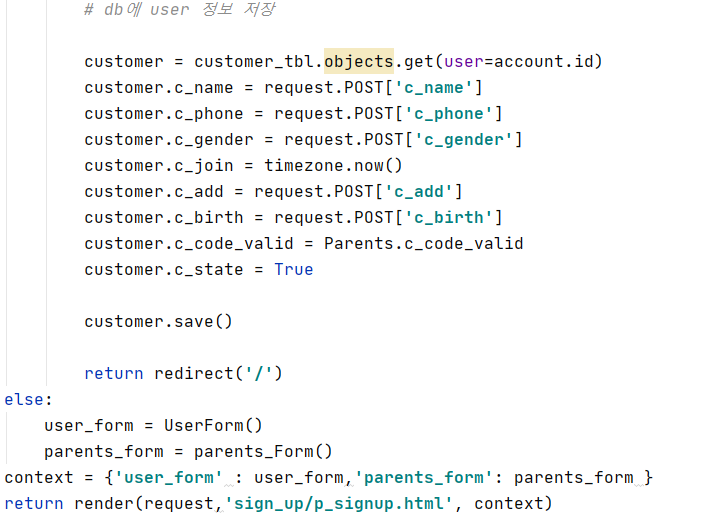 # db에 user 정보 저장
customer = customer_tbl.objects.get(user=account.id)
customer.c_name = request.POST['c_name']
customer.c_phone = request.POST['c_phone']
customer.c_gender = request.POST['c_gender']
customer.c_join = timezone.now()
customer.c_add = request.POST['c_add']
customer.c_birth = request.POST['c_birth']
customer.c_code_valid = Parents.c_code_valid
customer.c_state = True
customer.save()
return redirect('/')
else:
user_form = UserForm()
parents_form = parents_Form()
context = {'user_form' : user_form,'parents_form': parents_form }
return render(request,'sign_up/p_signup.html', context)